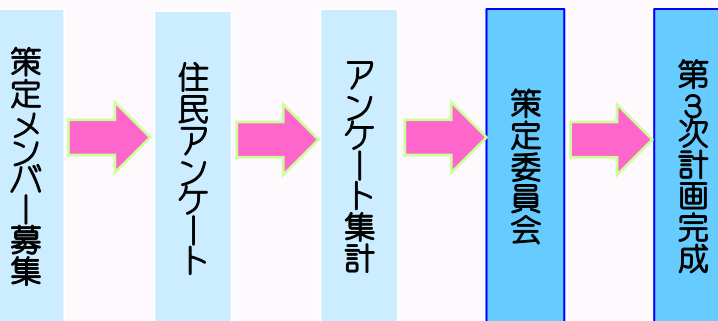 策定メンバー募集
住民アンケート
アンケート集計
策定委員会
第3次計画完成